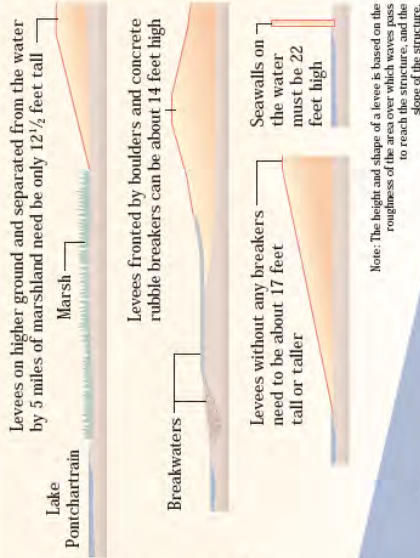 Levees on higher ground and separated from the water
by 5 miles of marshland need be only 12½ feet tall
Lake
Pontchartrain
Marsh
Levees fronted by boulders and concrete
rubble breakers can be about 14 feet high
Breakwaters
Levees without any breakers
need to be about 17 feet
tall or taller
Seawalls on
the water
must be 22
feet high
Note: The height and shape of a levee is based on the
roughness of the area over which waves pass
to reach the structure, and the
slope of the structure.